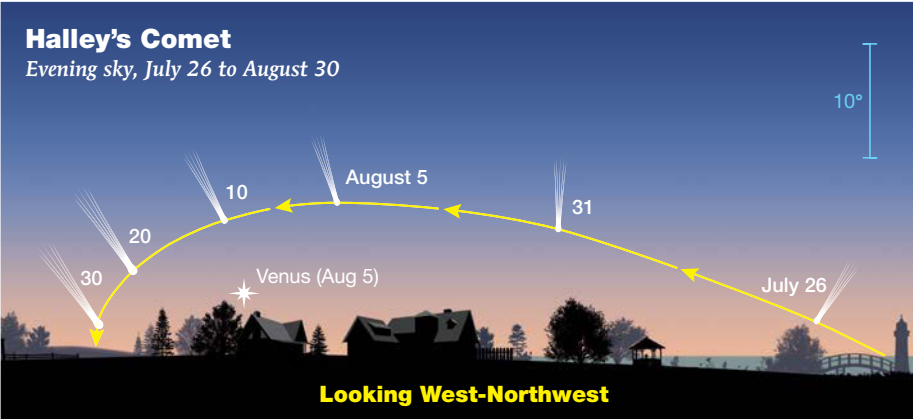 Halley's Comet
Evening sky, July 26 to August 30
10°
August 5
10
31
20
30
Venus (Aug 5)
July 26
Looking West-Northwest